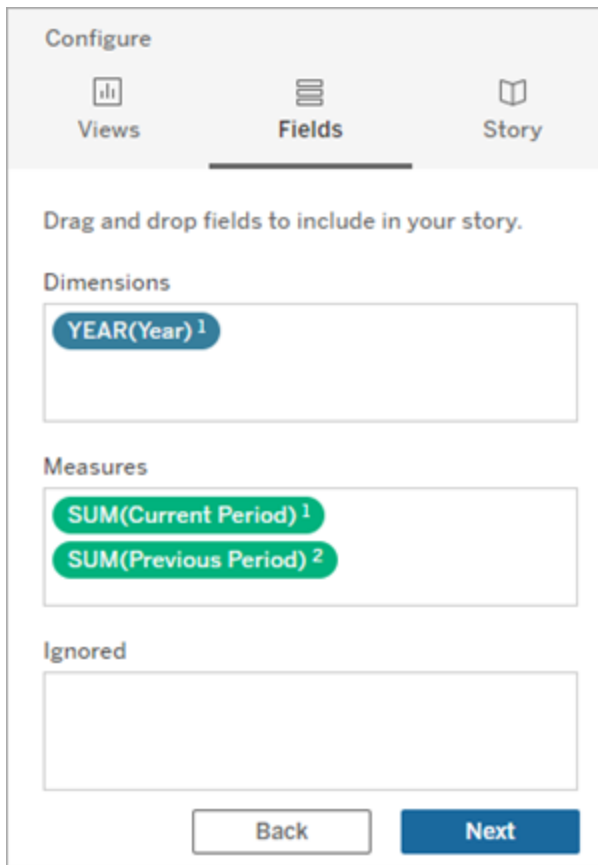 Configure
Views Fields Story
Drag and drop fields to include in your story.
Dimensions
YEAR(Year) 1
Measures
SUM(Current Period) 1
SUM(Previous Period) 2
Ignored
Back Next